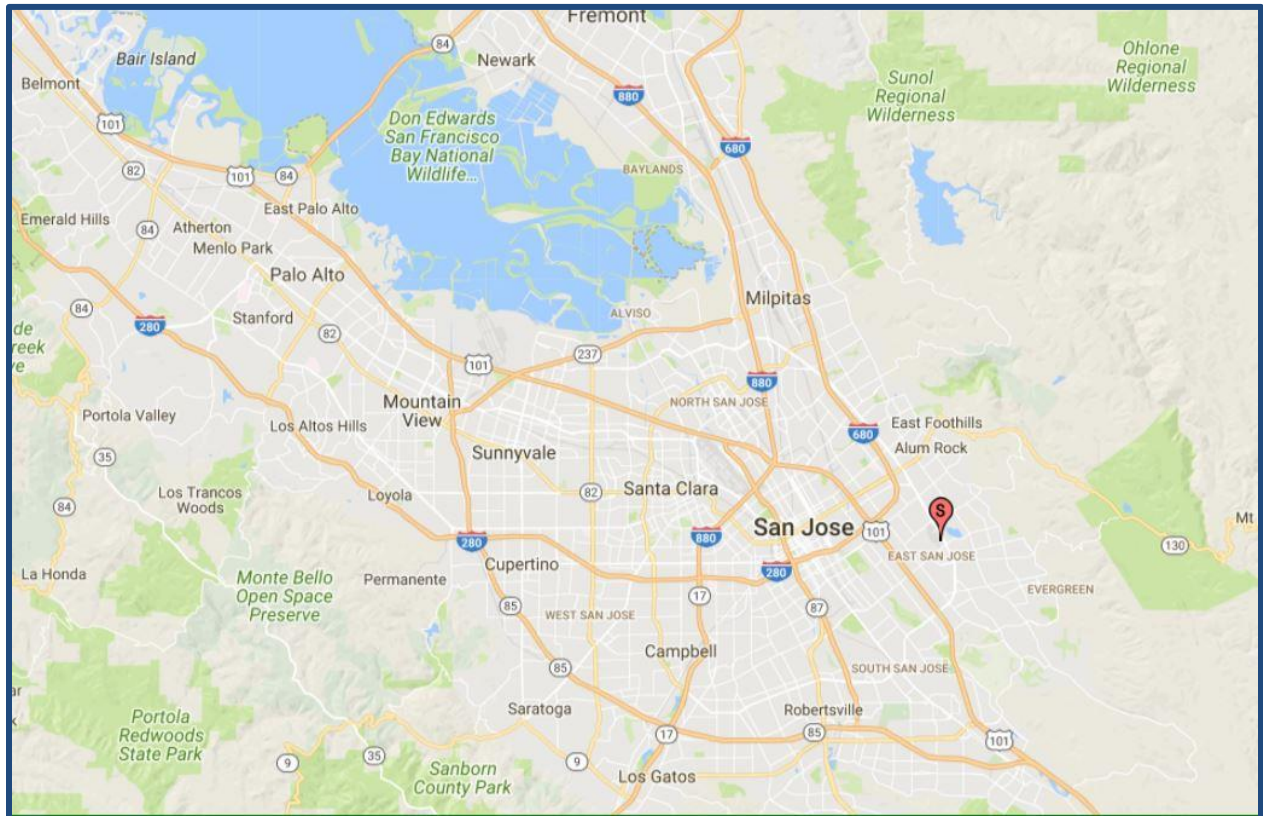 Fremont
84
Bair Island
Newark
Ohlone
Regional
Wilderness
Belmont
Sunol
Regional
Wilderness
880
Don Edwards
San Francisco
Bay National
Wildlife...
101
680
82
101
84
BAYLANDS
East Palo Alto
Emerald Hills
84
Atherton
Menlo Park
Palo Alto
Milpitas
84
280
Stanford
82
ALVISO
de
reek
ve
101
237
880
Mountain
View
NORTH SAN JOSE
Portola Valley
Los Altos Hills
680
East Foothills
Alum Rock
35
Sunnyvale
Los Trancos
Woods
Loyola
82
Santa Clara
84
S
San Jose
101
Mt
880
280
EAST SAN JOSE
130
La Honda
Monte Bello
Open Space
Preserve
Permanente
Cupertino
280
EVERGREEN
85
WEST SAN JOSE
17
87
Campbell
85
SOUTH SAN JOSE
ar
k
Portola
Redwoods
State Park
Saratoga
Robertsville
17
85
101
9
35
9
Sanborn
County Park
Los Gatos